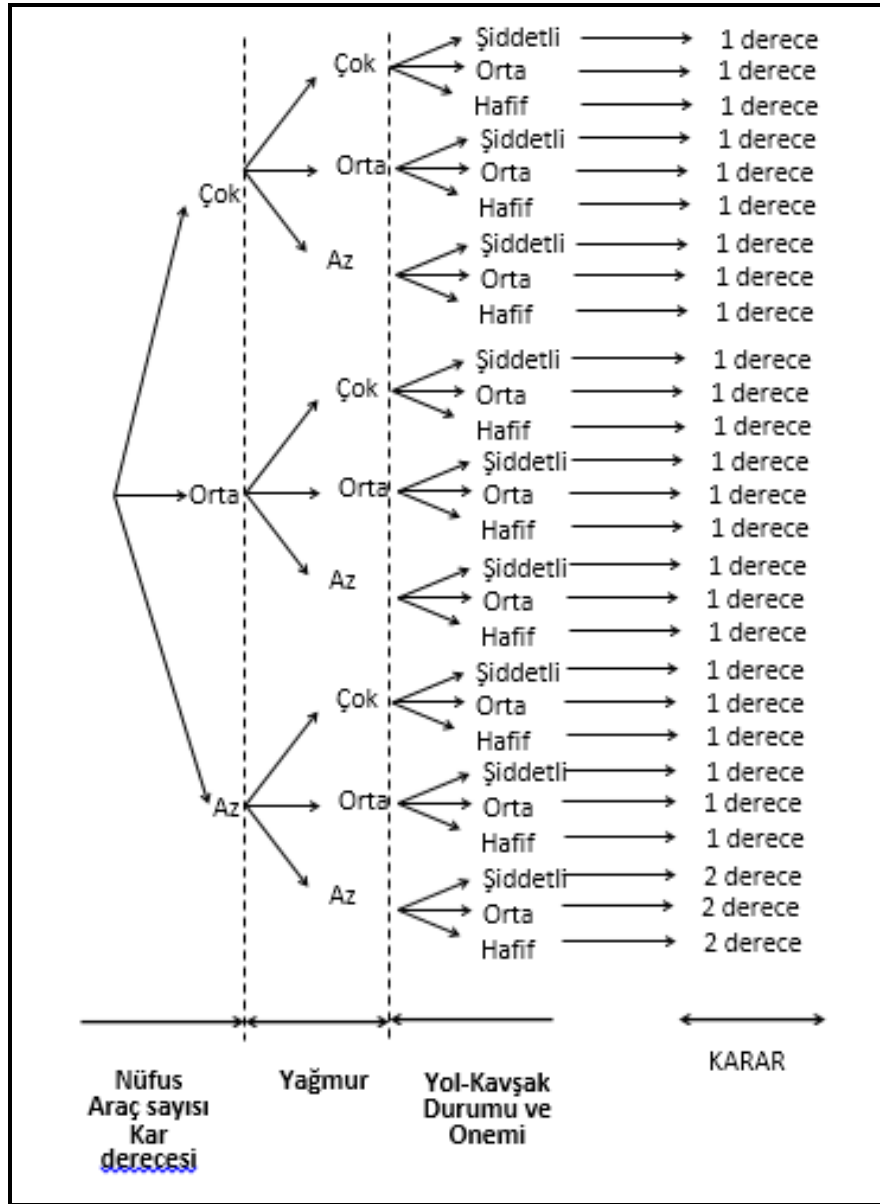 Şiddetli 1 derece
Çok Orta 1 derece
Hafif 1 derece
Şiddetli 1 derece
Orta Orta 1 derece
Çok Hafif 1 derece
Şiddetli 1 derece
Az Orta 1 derece
Hafif 1 derece
Şiddetli 1 derece
Çok Orta 1 derece
Hafif 1 derece
Şiddetli 1 derece
Orta Orta Orta 1 derece
Hafif 1 derece
Şiddetli 1 derece
Az Orta 1 derece
Hafif 1 derece
Şiddetli 1 derece
Çok Orta 1 derece
Hafif 1 derece
Şiddetli 1 derece
Az Orta Orta 1 derece
Hafif 1 derece
Şiddetli 2 derece
Az Orta 2 derece
Hafif 2 derece
KARAR
Nüfus Yağmur Yol-Kavşak
Araç sayısı Durumu ve
Kar Onemi
derecesi